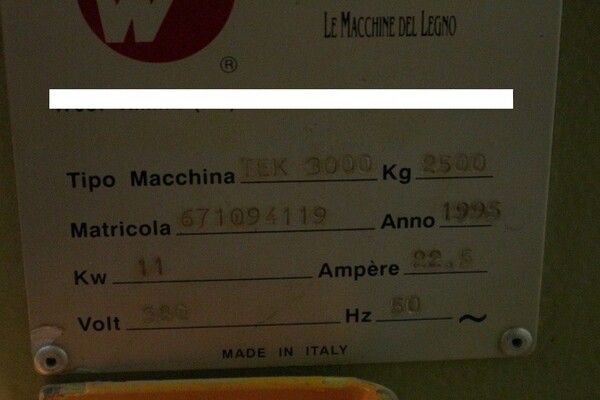 W
®
LE MACCHINE DEL LEGNO
Tipo Macchina TEK 3000 Kg 2500
Matricola 671094119 Anno 1995
Kw 11 Ampère 22.5
Volt 380 Hz 50 ~
MADE IN ITALY